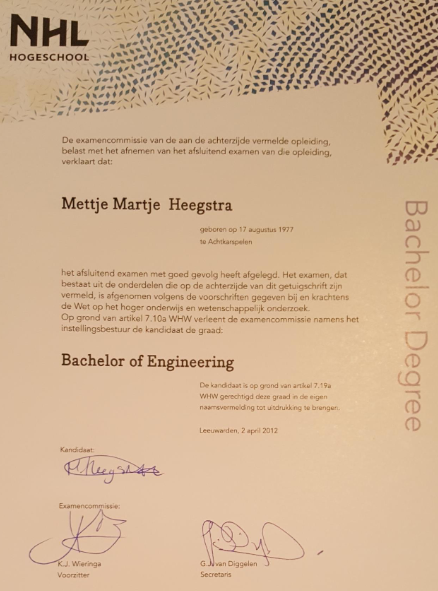 NHL
HOGESCHOOL
De examencommissie van de aan de achterzijde vermelde opleiding,
belast met het afnemen van het afsluitend examen van die opleiding,
verklaart dat:
Mettje Martje Heegstra
geboren op 17 augustus 1977
te Achtkarspelen
het afsluitend examen met goed gevolg heeft afgelegd. Het examen, dat
bestaat uit de onderdelen die op de achterzijde van dit getuigschrift zijn
vermeld, is afgenomen volgens de voorschriften gegeven bij en krachtens
de Wet op het hoger onderwijs en wetenschappelijk onderzoek.
Op grond van artikel 7.10a WHW verleent de examencommissie namens het
instellingsbestuur de kandidaat de graad:
Bachelor of Engineering
De kandidaat is op grond van artikel 7.19a
WHW gerechtigd deze graad in de eigen
naamsvermelding tot uitdrukking te brengen.
Leeuwarden, 2 april 2012
Kandidaat:
Examencommissie:
K.J. Wieringa
Voorzitter
van Diggelen
Secretaris
Bachelor Degree